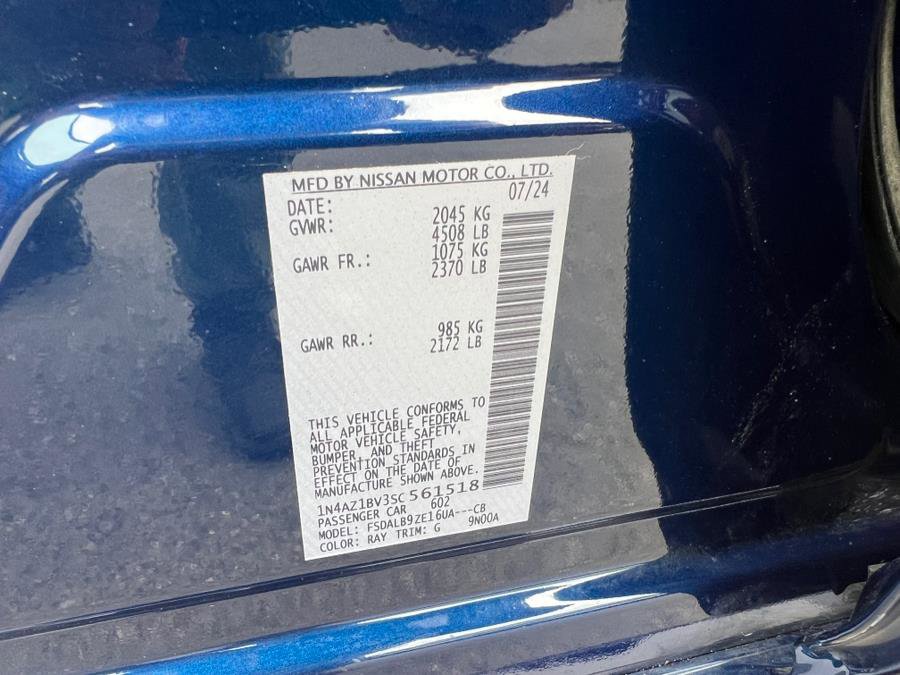 MFD BY NISSAN MOTOR CO., LTD.
DATE: 07/24
GVWR: 2045 KG
4508 LB
GAWR FR.: 1075 KG
2370 LB
GAWR RR.: 985 KG
2172 LB
THIS VEHICLE CONFORMS TO
ALL APPLICABLE FEDERAL
MOTOR VEHICLE SAFETY,
BUMPER, AND THEFT
PREVENTION STANDARDS IN
EFFECT ON THE DATE OF
MANUFACTURE SHOWN ABOVE.
1N4AZ1BV3SC561518
PASSENGER CAR 602
MODEL: FSDALB9ZE16UA---CB
COLOR: RAY TRIM: G 9N00A